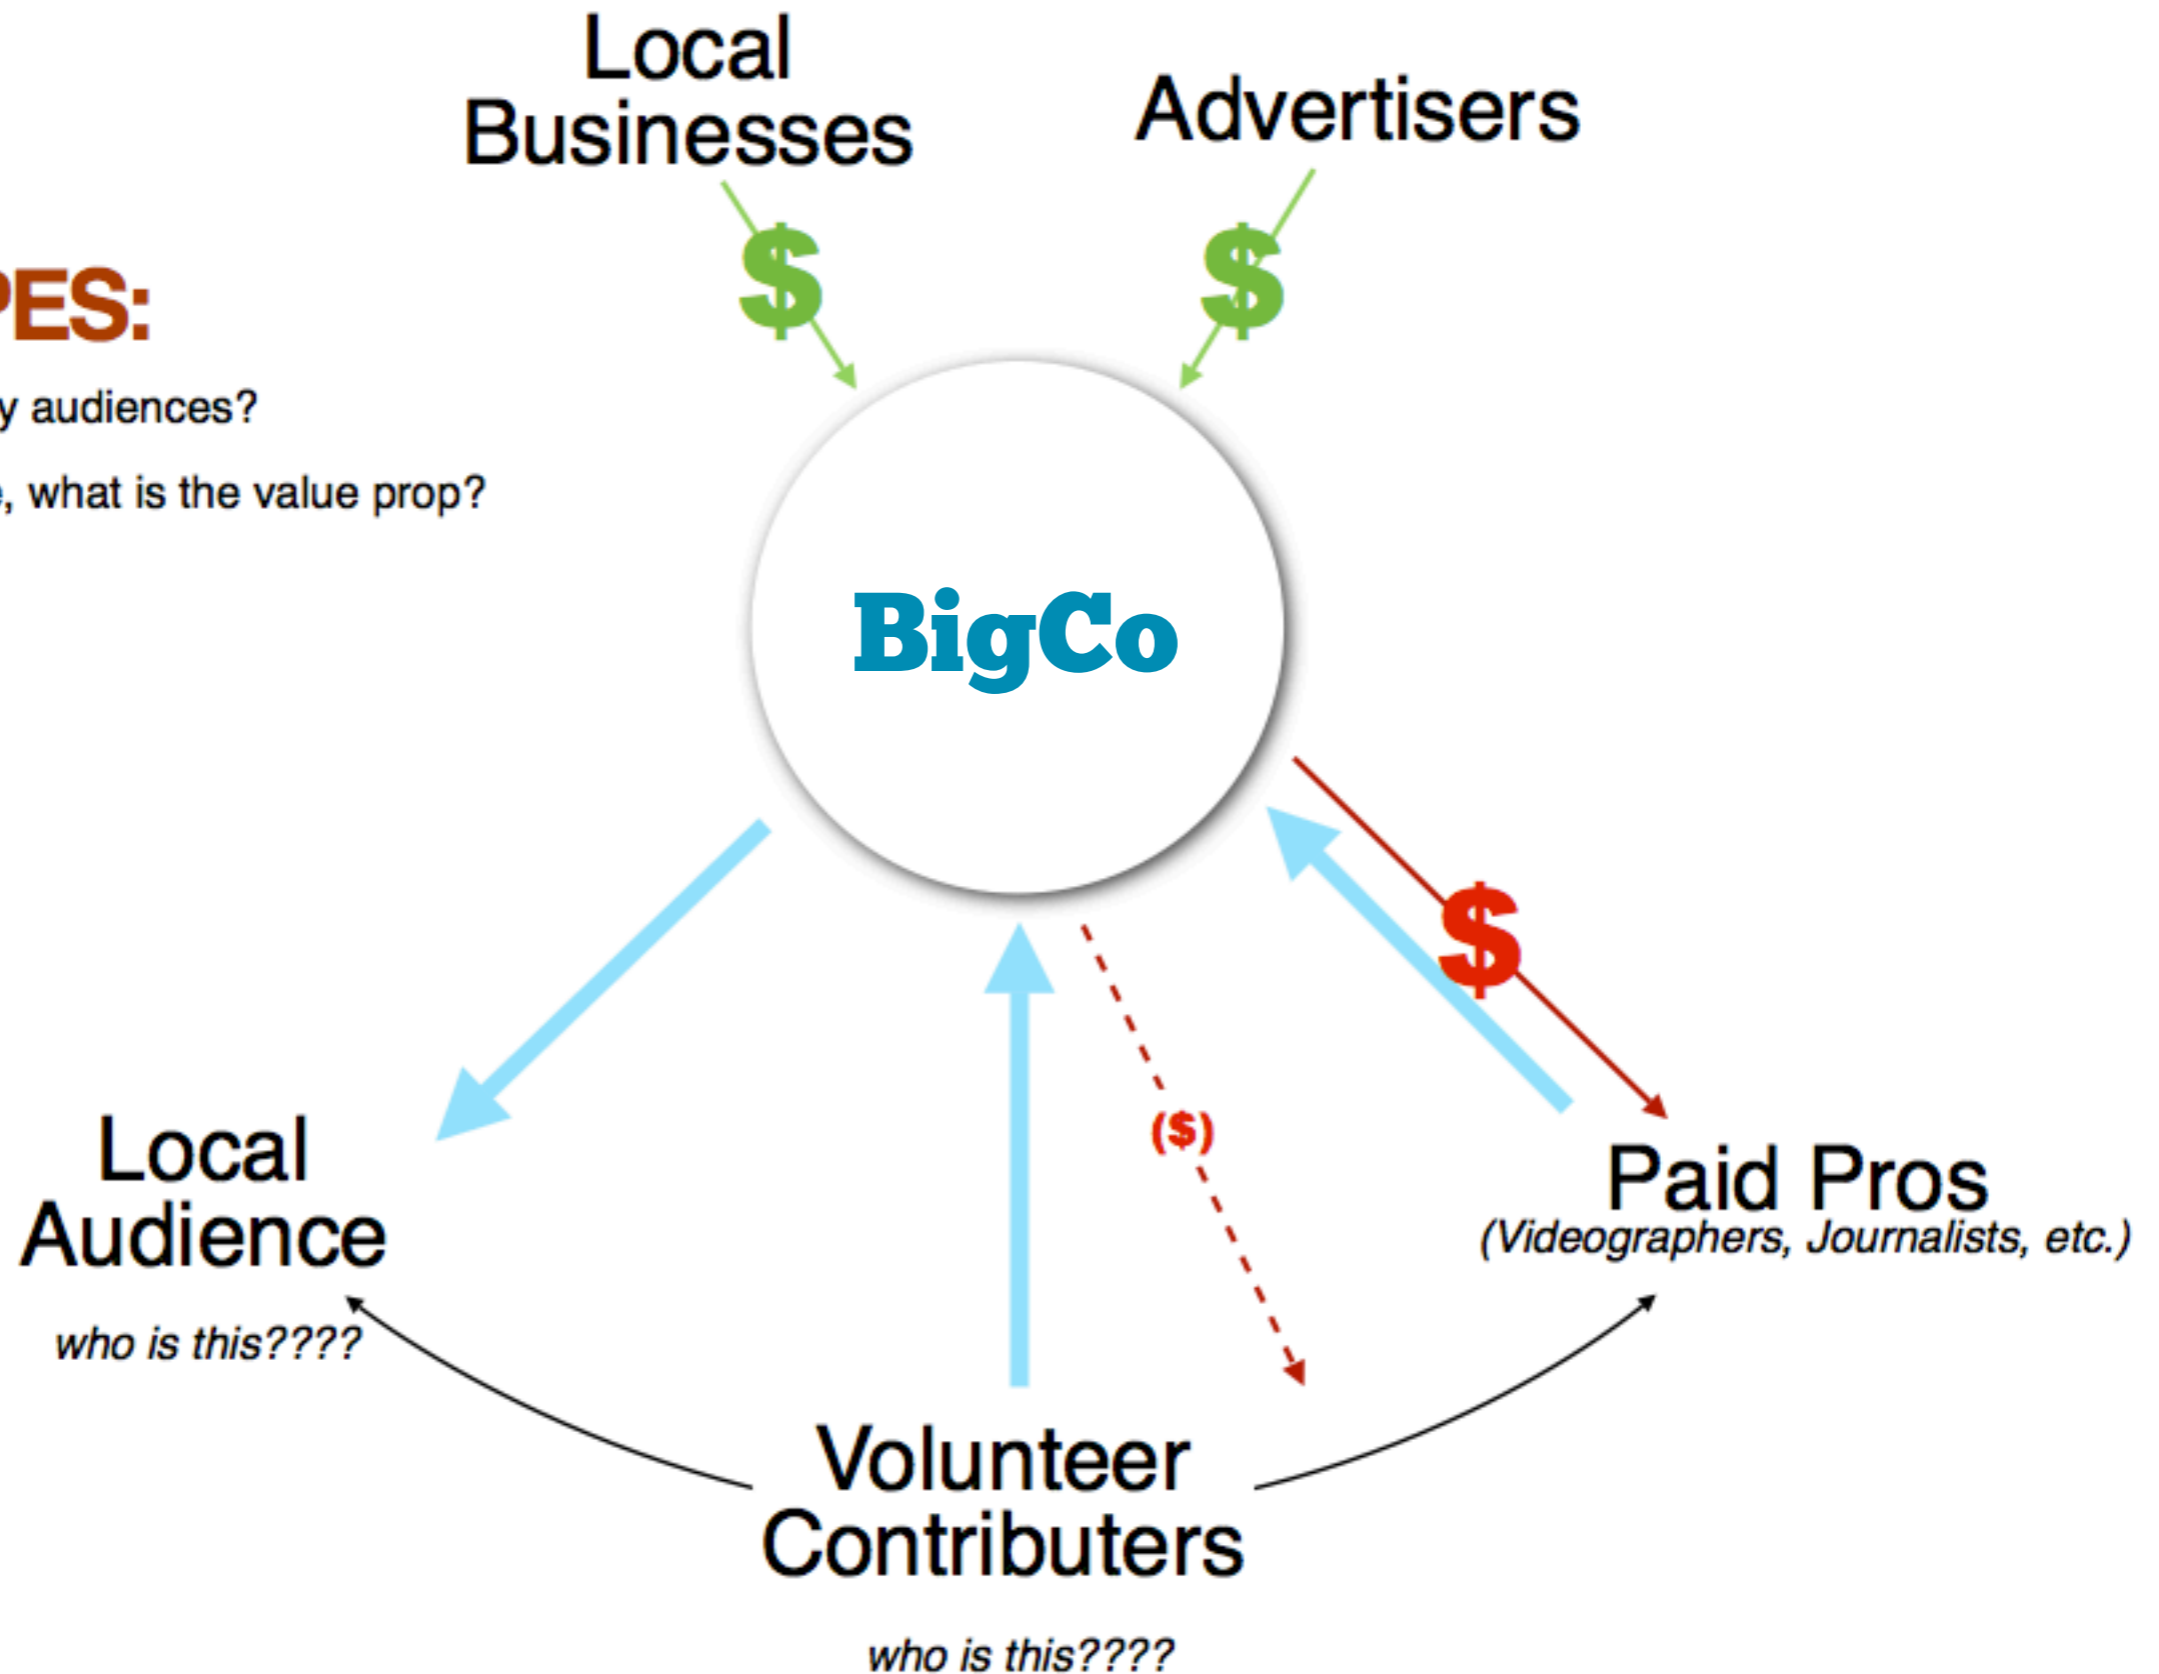 Local
Businesses
Advertisers
$
$
PES:
y audiences?
, what is the value prop?
BigCo
$
($)
Local
Audience
who is this????
Paid Pros
(Videographers, Journalists, etc.)
Volunteer
Contributers
who is this????